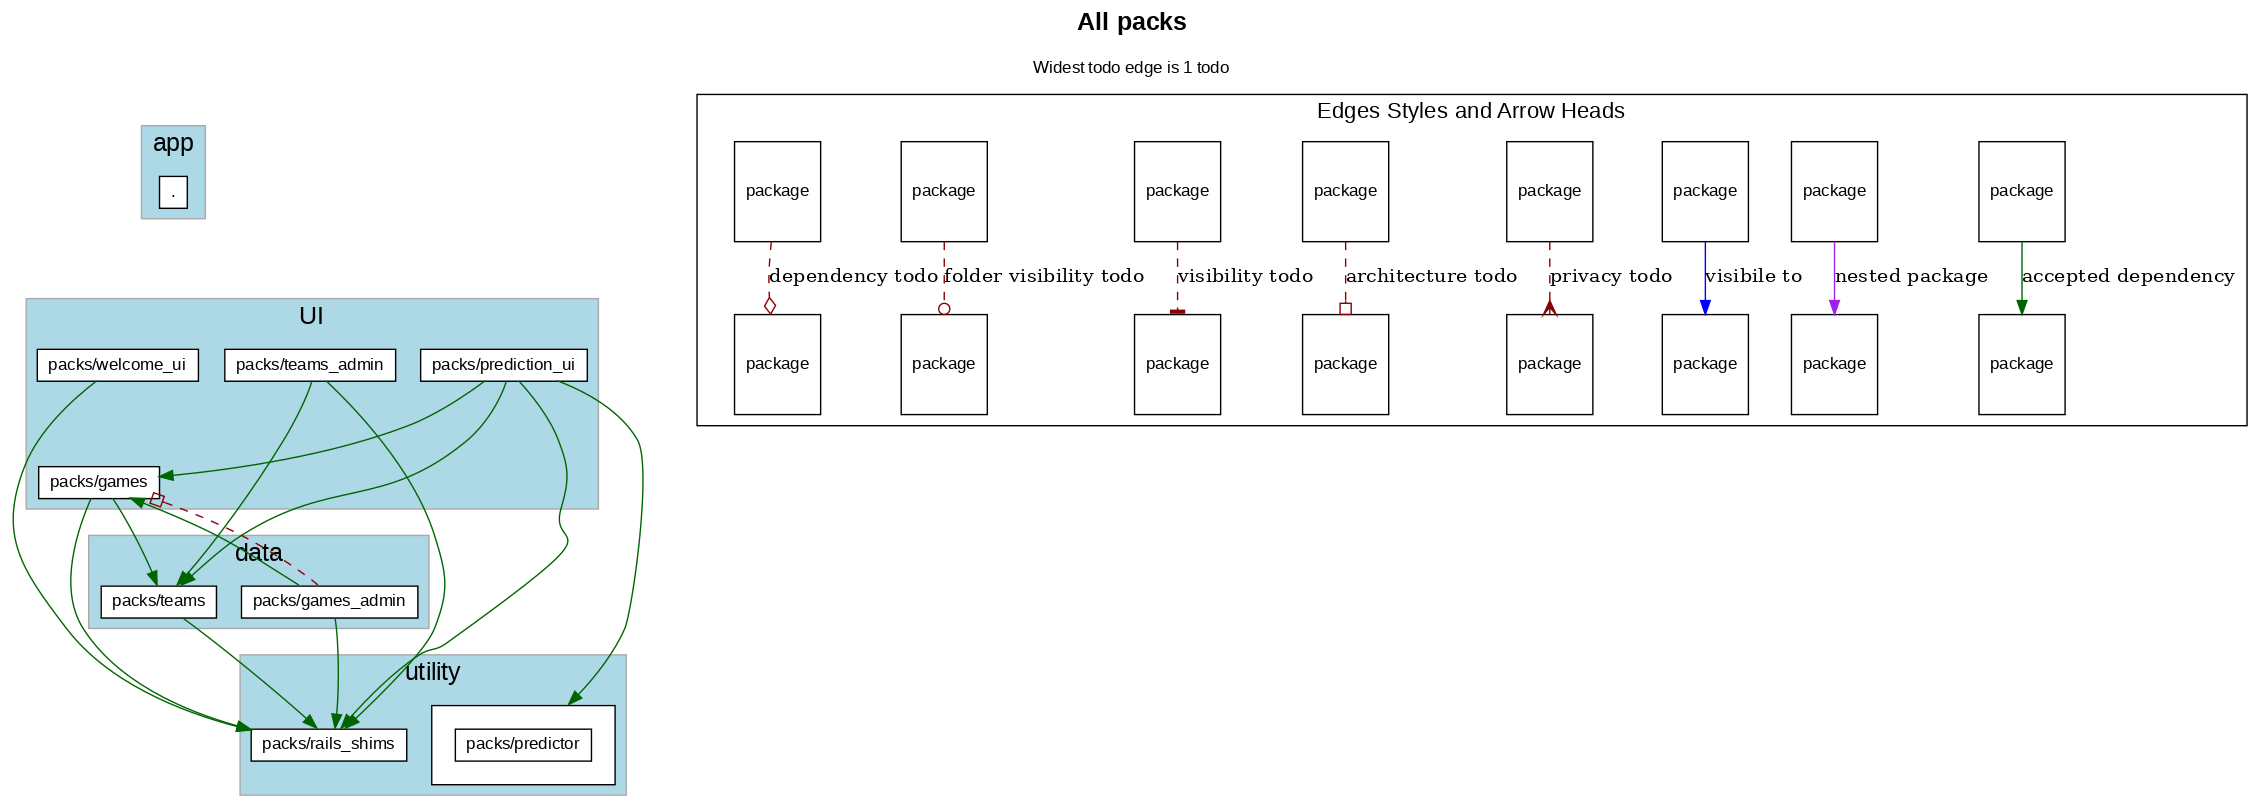 All packs
Widest todo edge is 1 todo
app
.
UI
packs/welcome_ui
packs/teams_admin
packs/prediction_ui
packs/games
data
packs/teams
packs/games_admin
utility
packs/rails_shims
packs/predictor
Edges Styles and Arrow Heads
package package package package package package package package
dependency todo folder visibility todo visibility todo architecture todo privacy todo visibile to nested package accepted dependency
package package package package package package package package